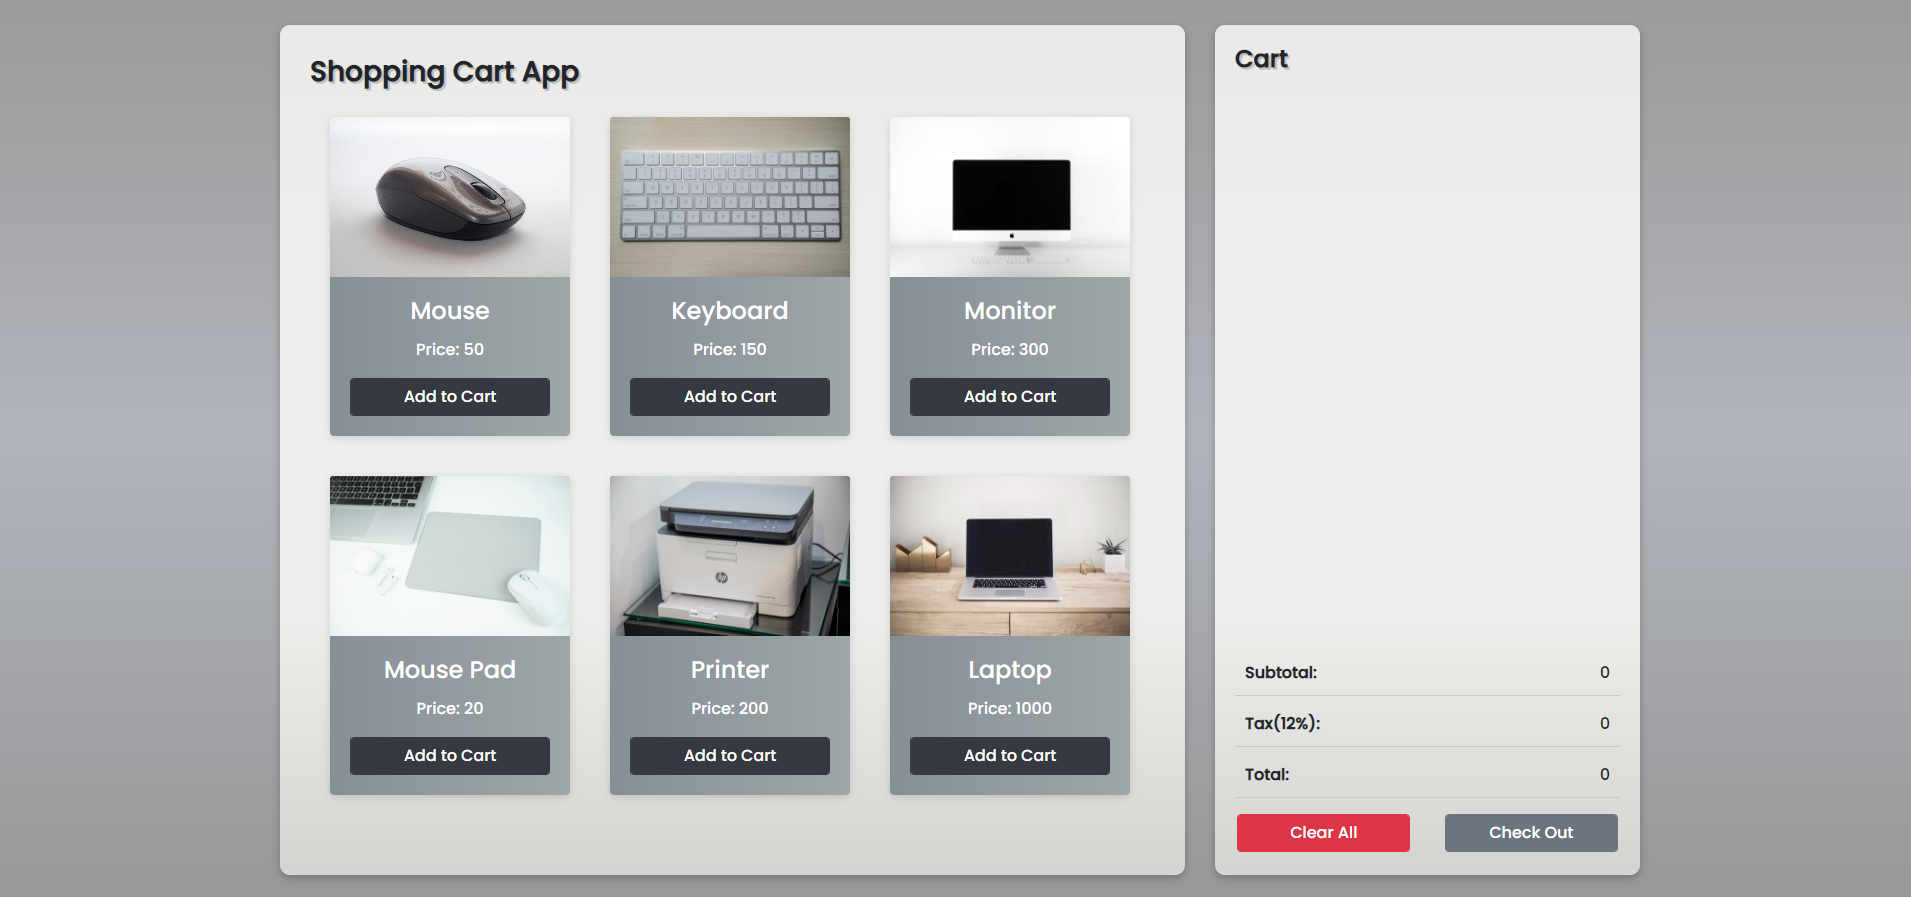 Shopping Cart App
Mouse
Price: 50
Add to Cart
Keyboard
Price: 150
Add to Cart
Monitor
Price: 300
Add to Cart
Mouse Pad
Price: 20
Add to Cart
hp
Printer
Price: 200
Add to Cart
Laptop
Price: 1000
Add to Cart
Cart
Subtotal: 0
Tax(12%): 0
Total: 0
Clear All
Check Out